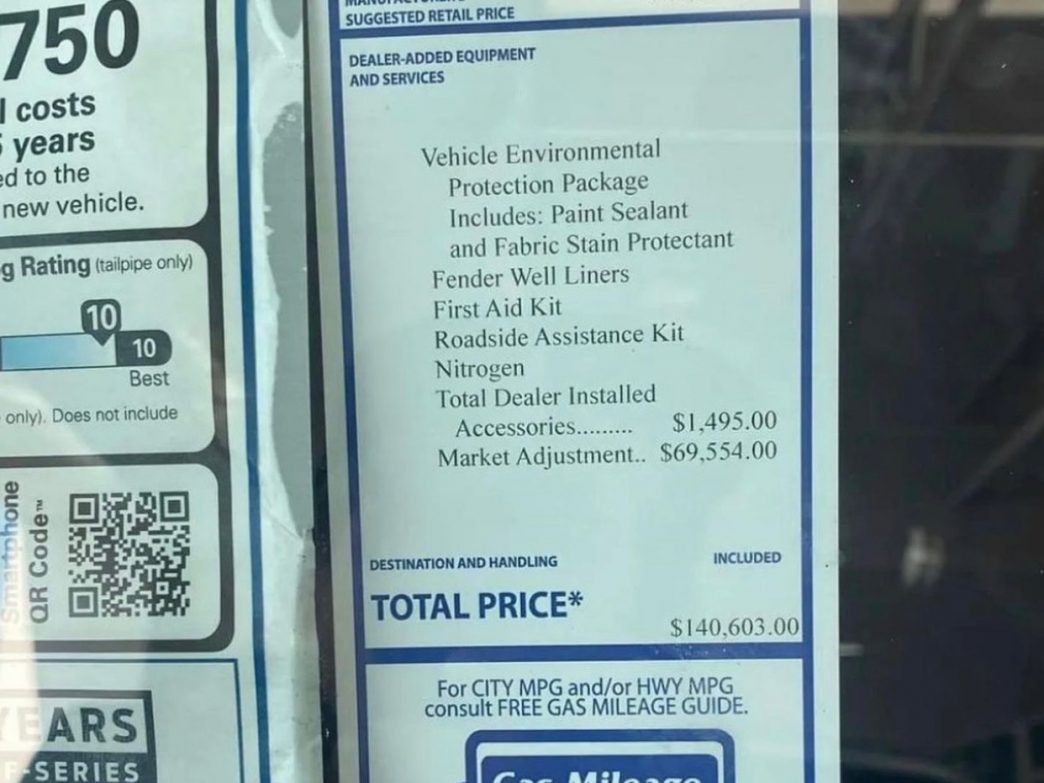 750
costs
years
to the
new vehicle.
Rating (tailpipe only)
10
10
Best
only). Does not include
Smartphone
QR Code™
YEARS
F-SERIES
SUGGESTED RETAIL PRICE
DEALER-ADDED EQUIPMENT
AND SERVICES
Vehicle Environmental
Protection Package
Includes: Paint Sealant
and Fabric Stain Protectant
Fender Well Liners
First Aid Kit
Roadside Assistance Kit
Nitrogen
Total Dealer Installed
Accessories......... $1,495.00
Market Adjustment.. $69,554.00
DESTINATION AND HANDLING INCLUDED
TOTAL PRICE*
$140,603.00
For CITY MPG and/or HWY MPG
consult FREE GAS MILEAGE GUIDE.
Gas Mileage